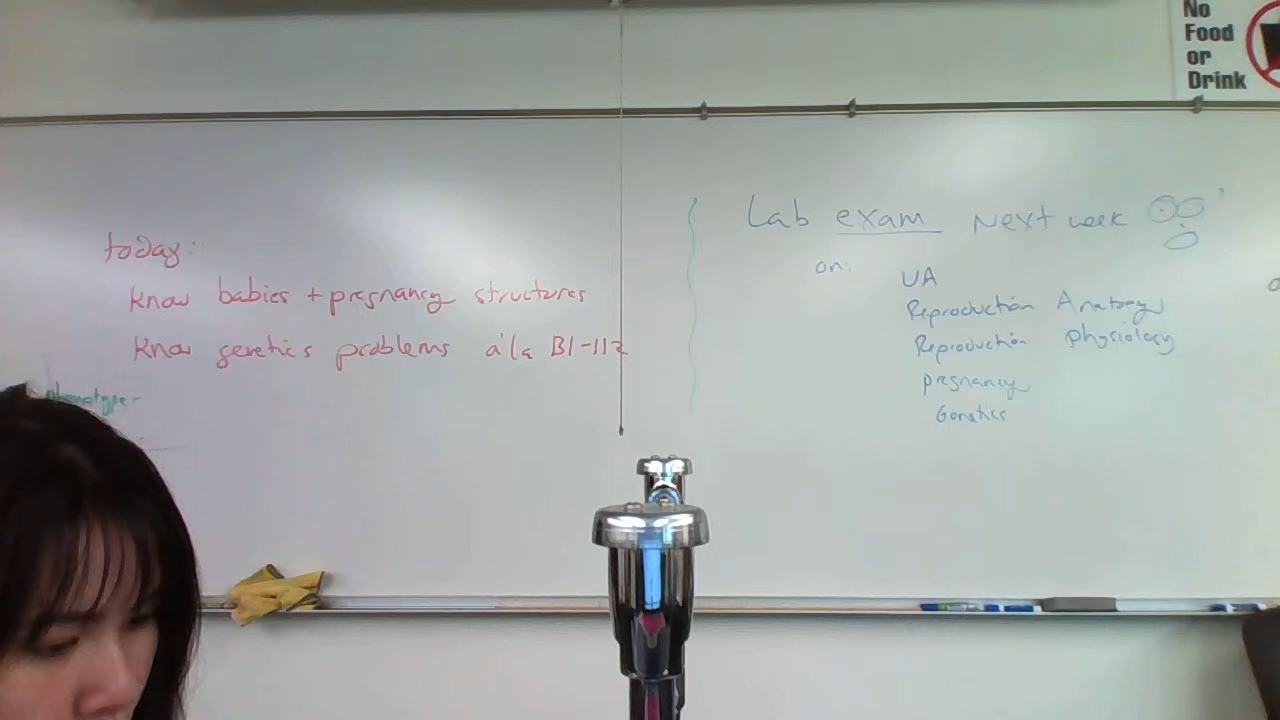 No
Food
or
Drink
today:
Know babies + pregnancy structures
Know genetics problems a'la BI-112
phenotype-
Lab exam Next week
on:
UA
Reproduction Anatomy
Reproduction physiology
pregnancy
Genetics